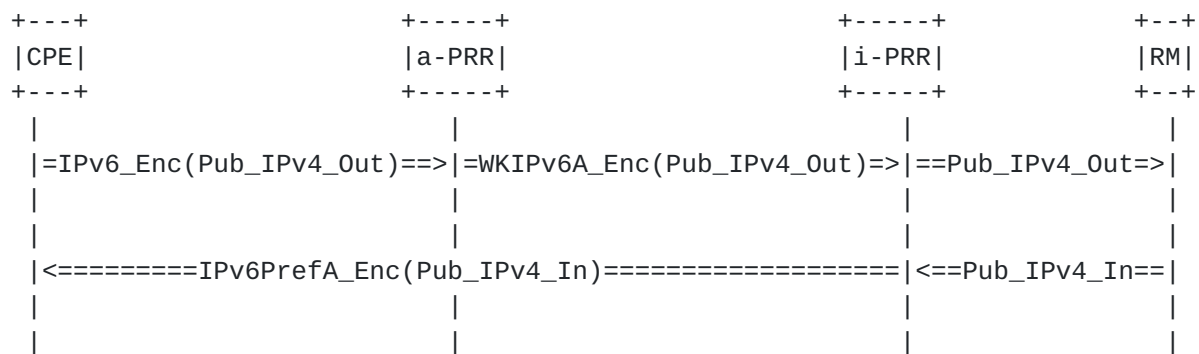 +---+ +-----+ +-----+ +--+
|CPE| |a-PRR| |i-PRR| |RM|
+---+ +-----+ +-----+ +--+
| | | |
|=IPv6_Enc(Pub_IPv4_Out)==>|=WKIPv6A_Enc(Pub_IPv4_Out)=>|==Pub_IPv4_Out=>|
| | | |
| | | |
|<=========IPv6PrefA_Enc(Pub_IPv4_In)===================|<==Pub_IPv4_In==|
| | | |
| | | |